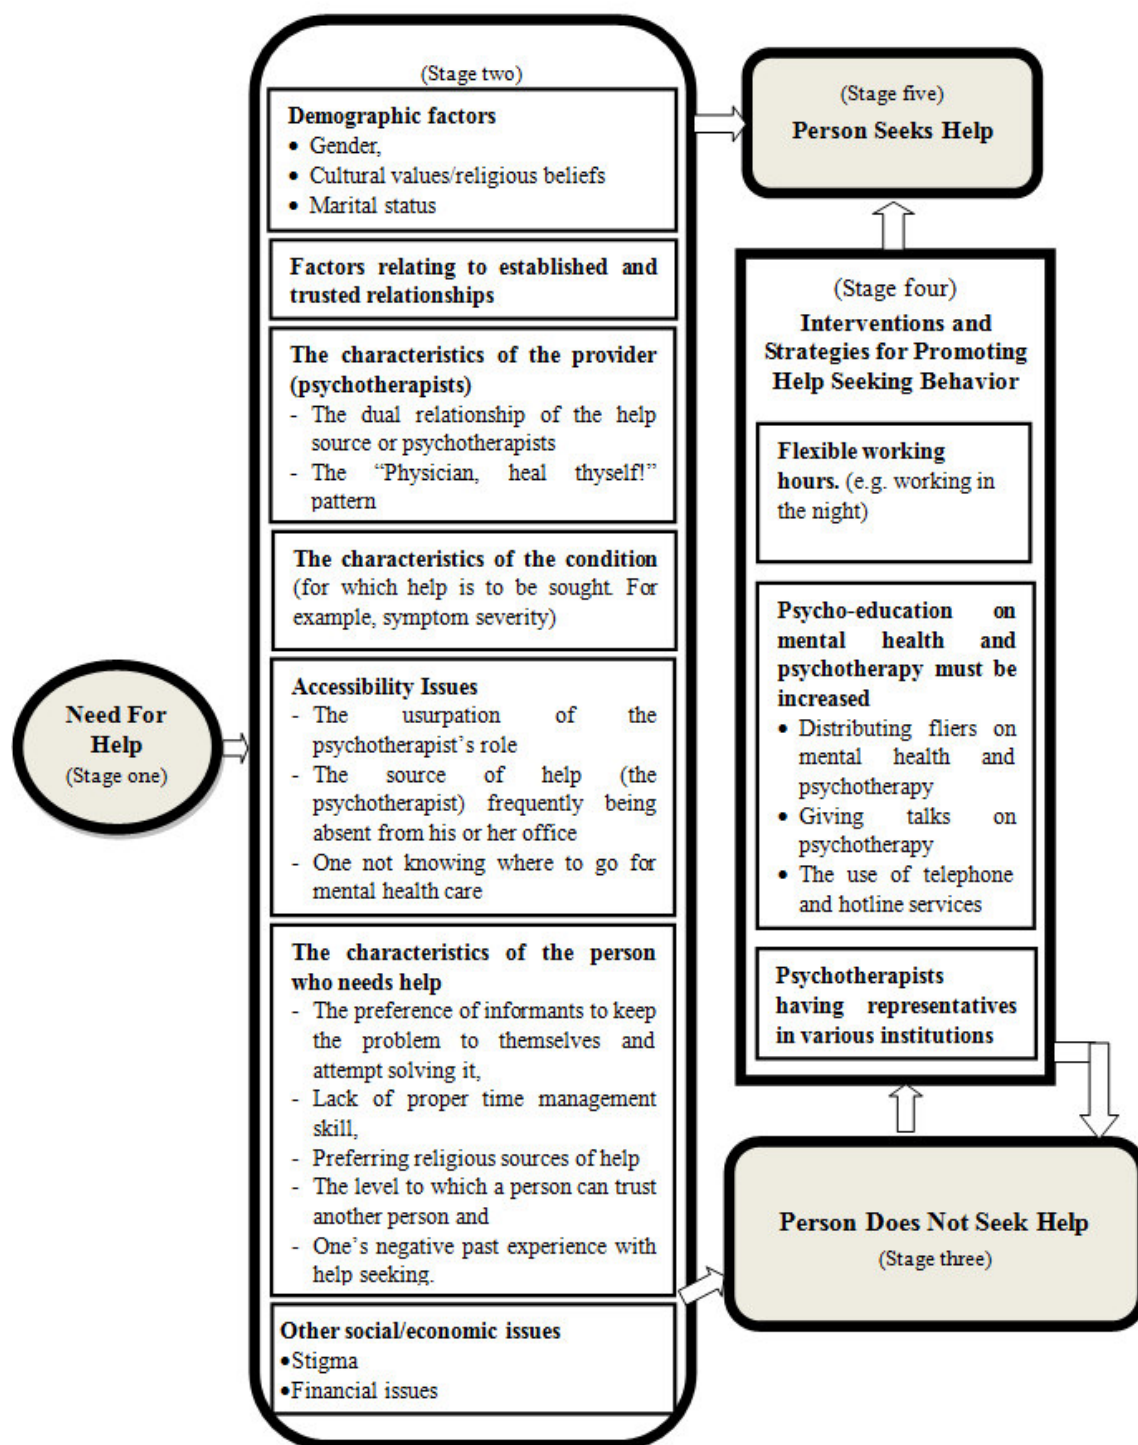 Need For
Help
(Stage one)
(Stage two)
Demographic factors
• Gender,
• Cultural values/religious beliefs
• Marital status
Factors relating to established and
trusted relationships
The characteristics of the provider
(psychotherapists)
- The dual relationship of the help
source or psychotherapists
- The “Physician, heal thyself!”
pattern
The characteristics of the condition
(for which help is to be sought. For
example, symptom severity)
Accessibility Issues
- The usurpation of the
psychotherapist’s role
- The source of help (the
psychotherapist) frequently being
absent from his or her office
- One not knowing where to go for
mental health care
The characteristics of the person
who needs help
- The preference of informants to keep
the problem to themselves and
attempt solving it,
- Lack of proper time management
skill,
- Preferring religious sources of help
- The level to which a person can trust
another person and
- One’s negative past experience with
help seeking.
Other social/economic issues
•Stigma
•Financial issues
(Stage five)
Person Seeks Help
(Stage four)
Interventions and
Strategies for Promoting
Help Seeking Behavior
Flexible working
hours. (e.g. working in
the night)
Psycho-education on
mental health and
psychotherapy must be
increased
• Distributing fliers on
mental health and
psychotherapy
• Giving talks on
psychotherapy
• The use of telephone
and hotline services
Psychotherapists
having representatives
in various institutions
Person Does Not Seek Help
(Stage three)